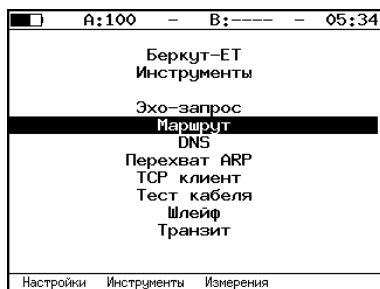 A:100 – B:---- – 05:34
Беркут-ET
Инструменты
Эхо-запрос
Маршрут
DNS
Перехват ARP
TCP клиент
Тест кабеля
Шлейф
Транзит
Настройки Инструменты Измерения